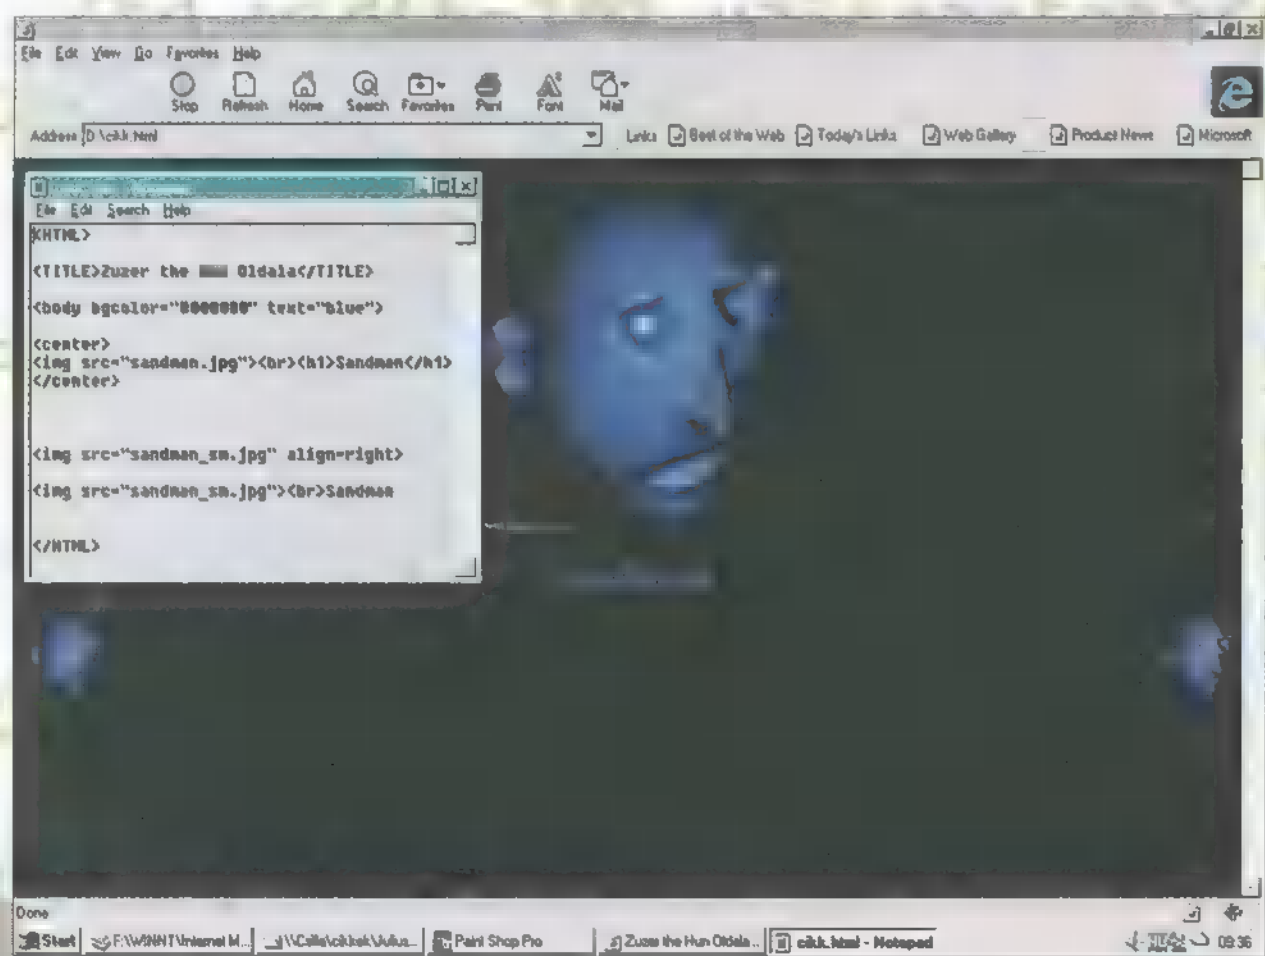 File Edit View Go Favorites Help
Stop Refresh Home Search Favorites Print Font Mail
Address D:\cikk.html Links Best of the Web Today's Links Web Gallery Product News Microsoft
File Edit Search Help
<HTML>
<TITLE>Zuzer the Oldala</TITLE>
<body bgcolor="#000000" text="blue">
<center>
<img src="sandman.jpg"><br><h1>Sandman</h1>
</center>
<img src="sandman_sm.jpg" align=right>
<img src="sandman_sm.jpg"><br>Sandman
</HTML>
Done
Start F:\WINNT\Internet M... Paint Shop Pro Zuzer the Hun Oldala... cikk.html - Notepad 09:36